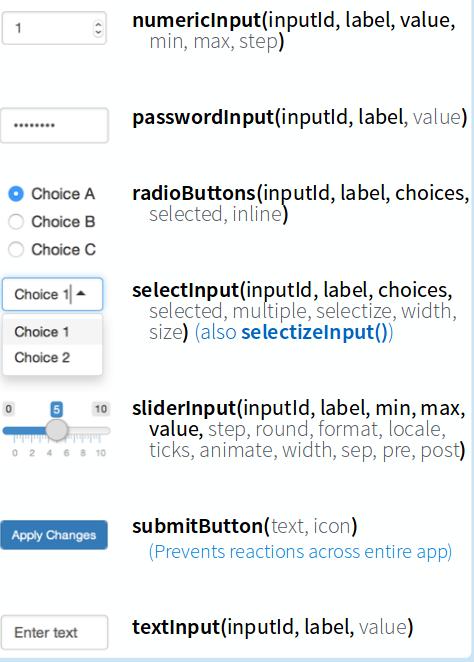 1
numericInput(inputId, label, value,
min, max, step)
••••••••
passwordInput(inputId, label, value)
Choice A
Choice B
Choice C
radioButtons(inputId, label, choices,
selected, inline)
Choice 1
Choice 1
Choice 2
selectInput(inputId, label, choices,
selected, multiple, selectize, width,
size) (also selectizeInput())
0 5 10
0 2 4 6 8 10
sliderInput(inputId, label, min, max,
value, step, round, format, locale,
ticks, animate, width, sep, pre, post)
Apply Changes
submitButton(text, icon)
(Prevents reactions across entire app)
Enter text
textInput(inputId, label, value)